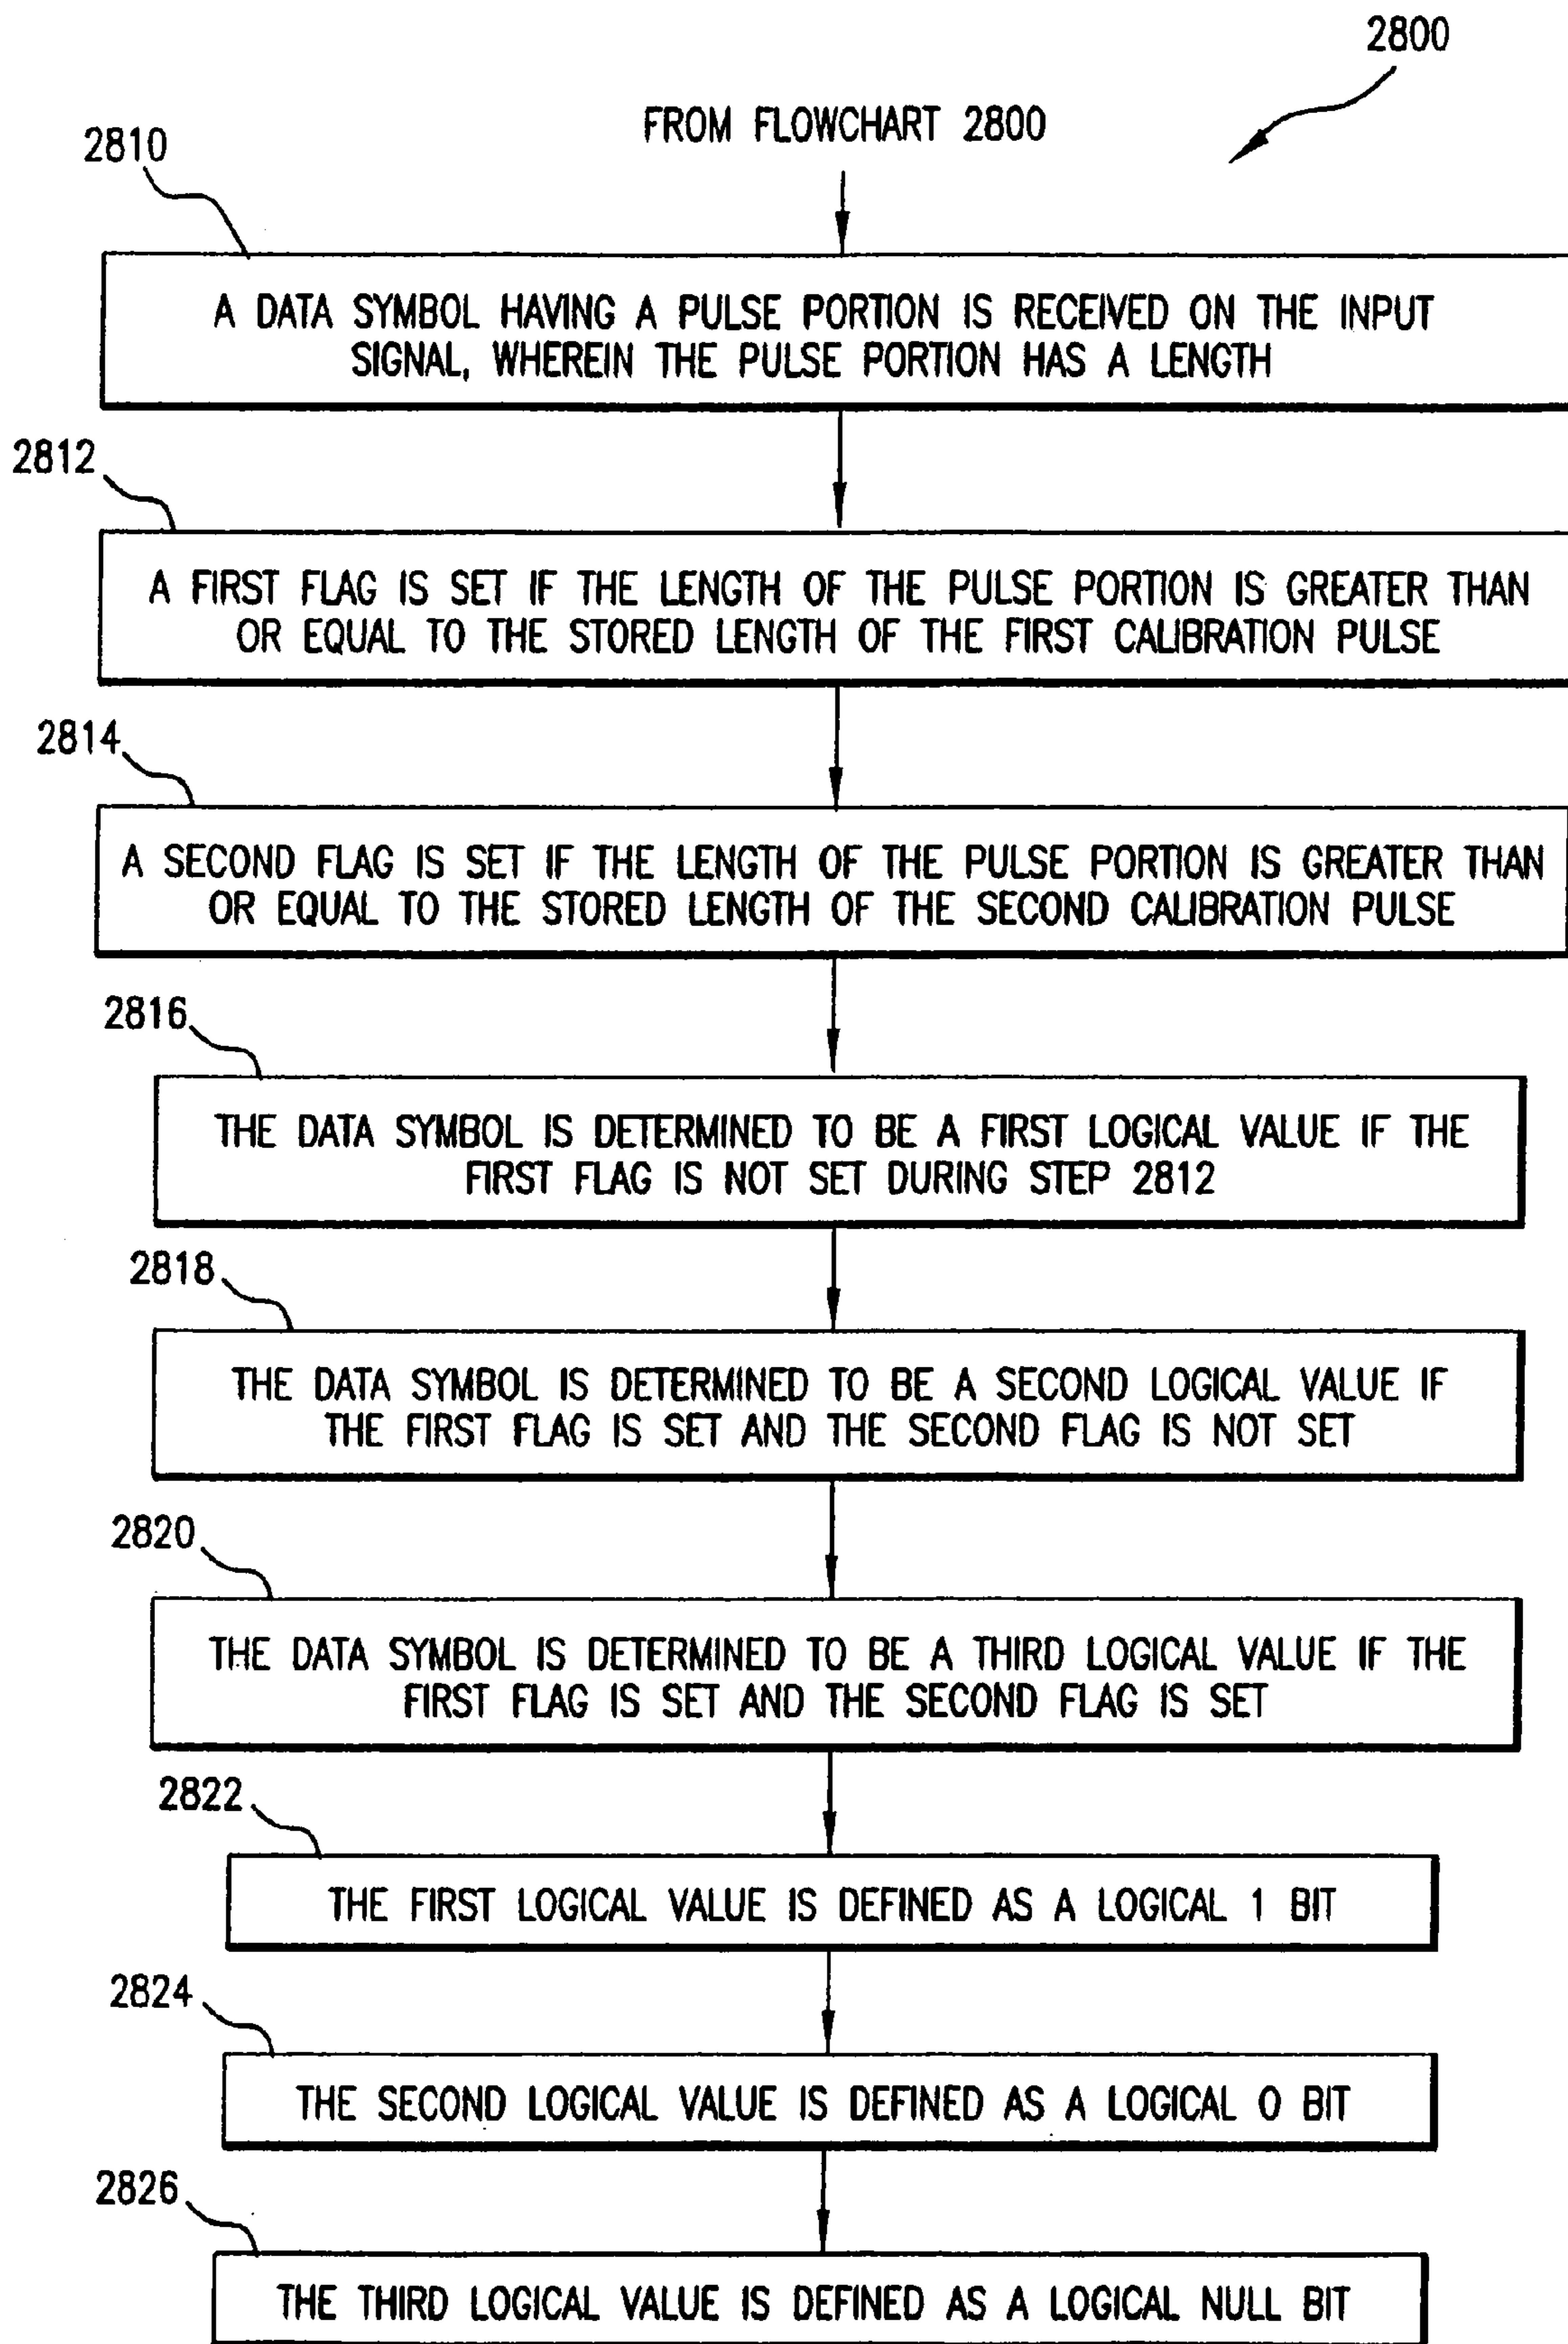 2800
FROM FLOWCHART 2800
2810
A DATA SYMBOL HAVING A PULSE PORTION IS RECEIVED ON THE INPUT
SIGNAL, WHEREIN THE PULSE PORTION HAS A LENGTH
2812
A FIRST FLAG IS SET IF THE LENGTH OF THE PULSE PORTION IS GREATER THAN
OR EQUAL TO THE STORED LENGTH OF THE FIRST CALIBRATION PULSE
2814
A SECOND FLAG IS SET IF THE LENGTH OF THE PULSE PORTION IS GREATER THAN
OR EQUAL TO THE STORED LENGTH OF THE SECOND CALIBRATION PULSE
2816
THE DATA SYMBOL IS DETERMINED TO BE A FIRST LOGICAL VALUE IF THE
FIRST FLAG IS NOT SET DURING STEP 2812
2818
THE DATA SYMBOL IS DETERMINED TO BE A SECOND LOGICAL VALUE IF
THE FIRST FLAG IS SET AND THE SECOND FLAG IS NOT SET
2820
THE DATA SYMBOL IS DETERMINED TO BE A THIRD LOGICAL VALUE IF THE
FIRST FLAG IS SET AND THE SECOND FLAG IS SET
2822
THE FIRST LOGICAL VALUE IS DEFINED AS A LOGICAL 1 BIT
2824
THE SECOND LOGICAL VALUE IS DEFINED AS A LOGICAL 0 BIT
2826
THE THIRD LOGICAL VALUE IS DEFINED AS A LOGICAL NULL BIT